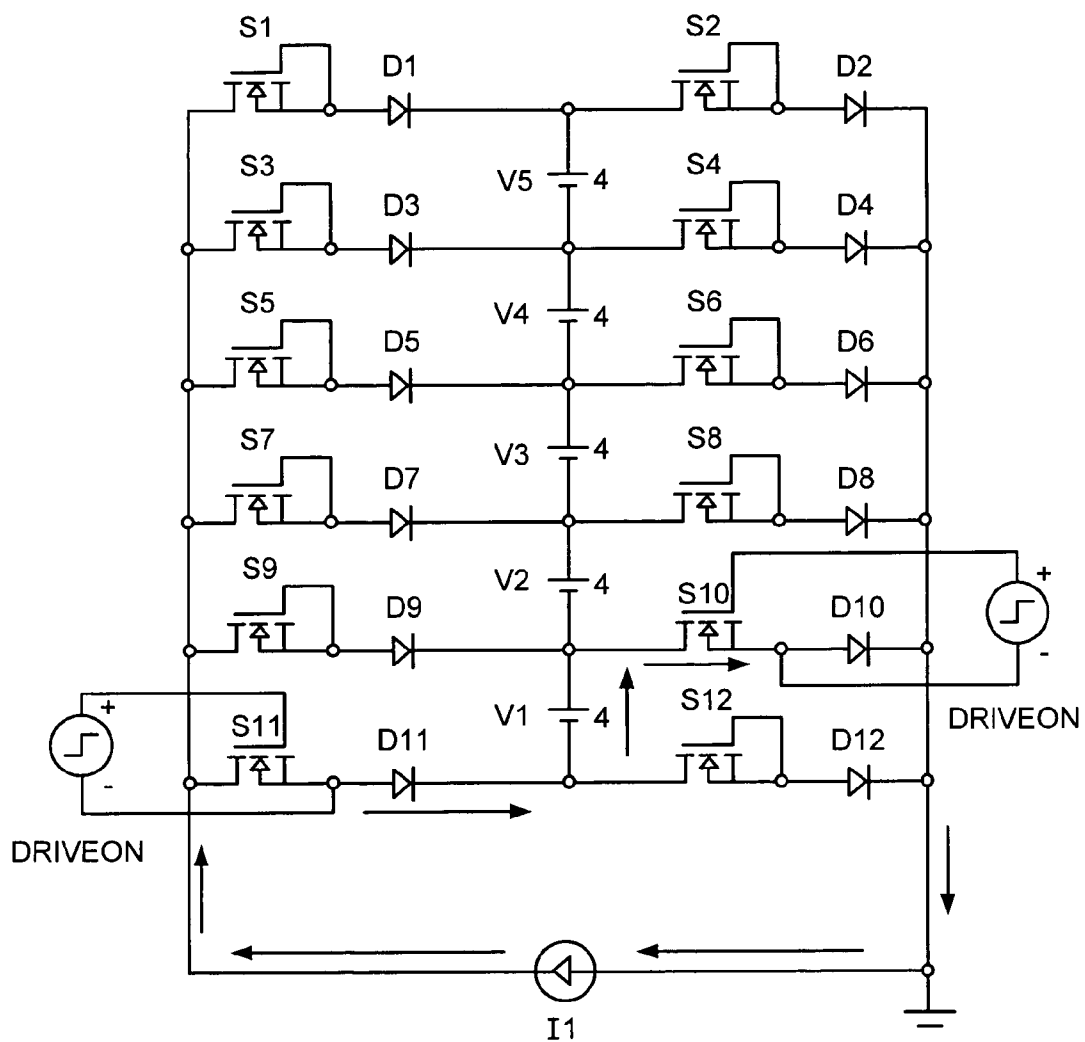 S1
S2
D1
D2
V5 4
S3
S4
D3
D4
V4 4
S5
S6
D5
D6
V3 4
S7
S8
D7
D8
V2 4
S9
S10
D9
D10
+
-
DRIVEON
V1 4
S11
S12
D11
D12
+
-
DRIVEON
I1